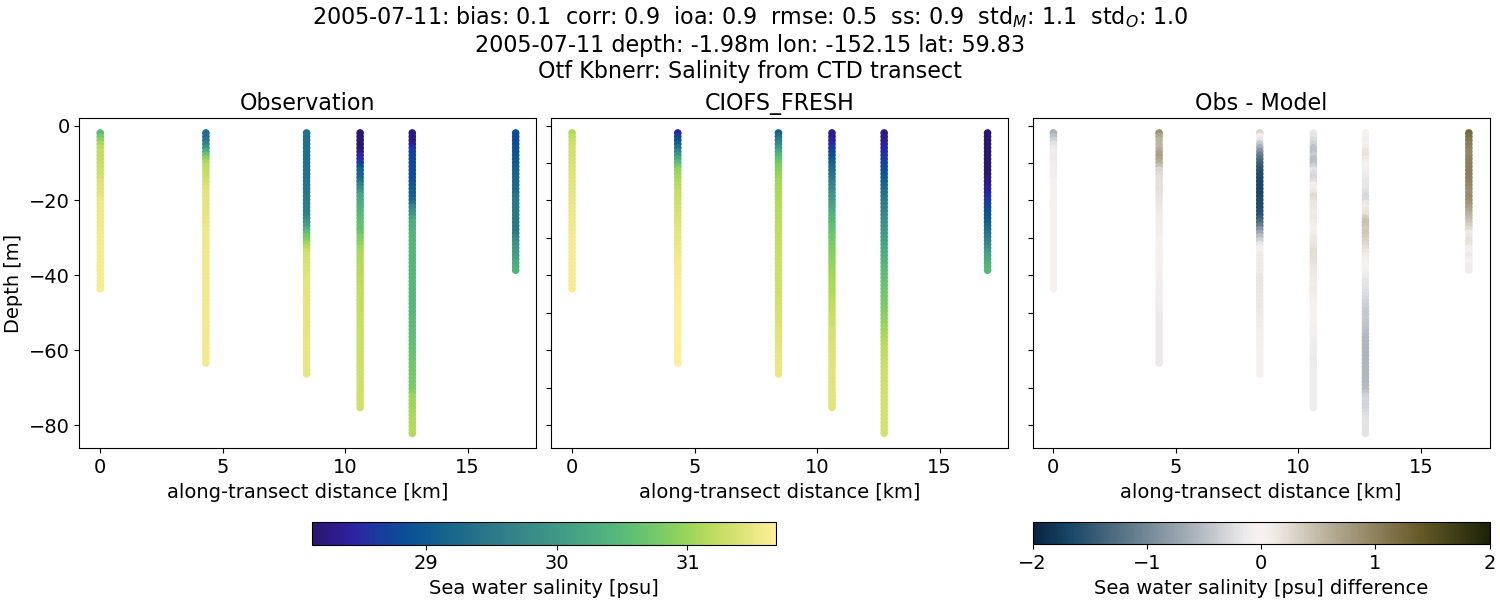 2005-07-11: bias: 0.1 corr: 0.9 ioa: 0.9 rmse: 0.5 ss: 0.9 std_M: 1.1 std_O: 1.0
2005-07-11 depth: -1.98m lon: -152.15 lat: 59.83
Otf Kbnerr: Salinity from CTD transect
Observation
CIOFS_FRESH
Obs - Model
Depth [m]
0
−20
−40
−60
−80
0 5 10 15
0 5 10 15
0 5 10 15
along-transect distance [km]
along-transect distance [km]
along-transect distance [km]
29 30 31
Sea water salinity [psu]
−2 −1 0 1 2
Sea water salinity [psu] difference